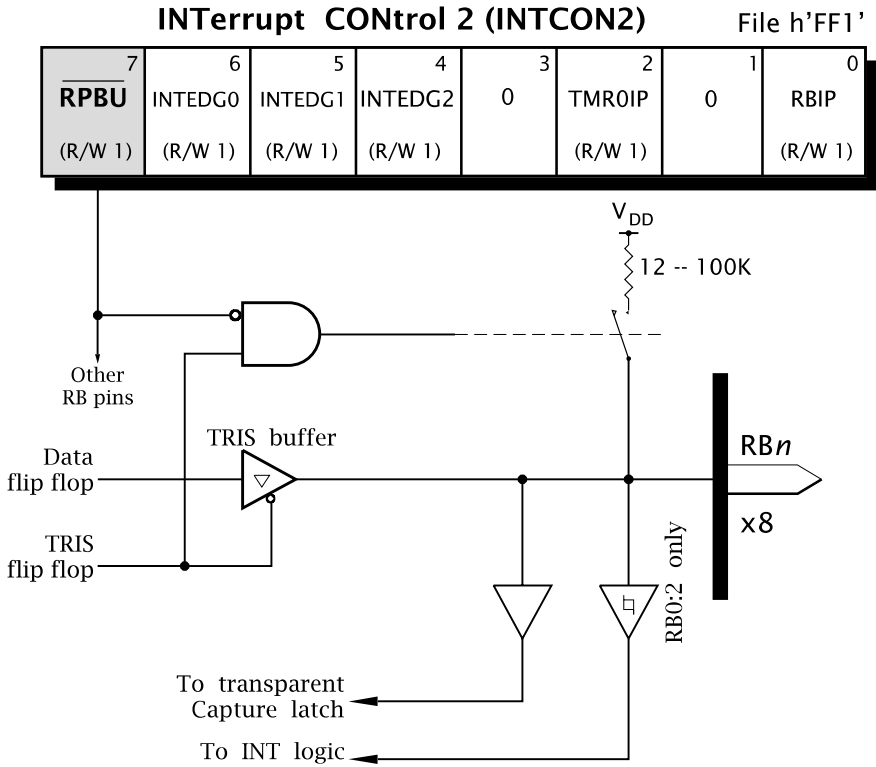 INTerrupt CONtrol 2 (INTCON2)
File h'FF1'
7 6 5 4 3 2 1 0
RPBU INTEDG0 INTEDG1 INTEDG2 0 TMR0IP 0 RBIP
(R/W 1) (R/W 1) (R/W 1) (R/W 1) (R/W 1) (R/W 1)
VDD
12 -- 100K
Other
RB pins
TRIS buffer
Data
flip flop
RBn
x8
TRIS
flip flop
RB0:2 only
To transparent
Capture latch
To INT logic